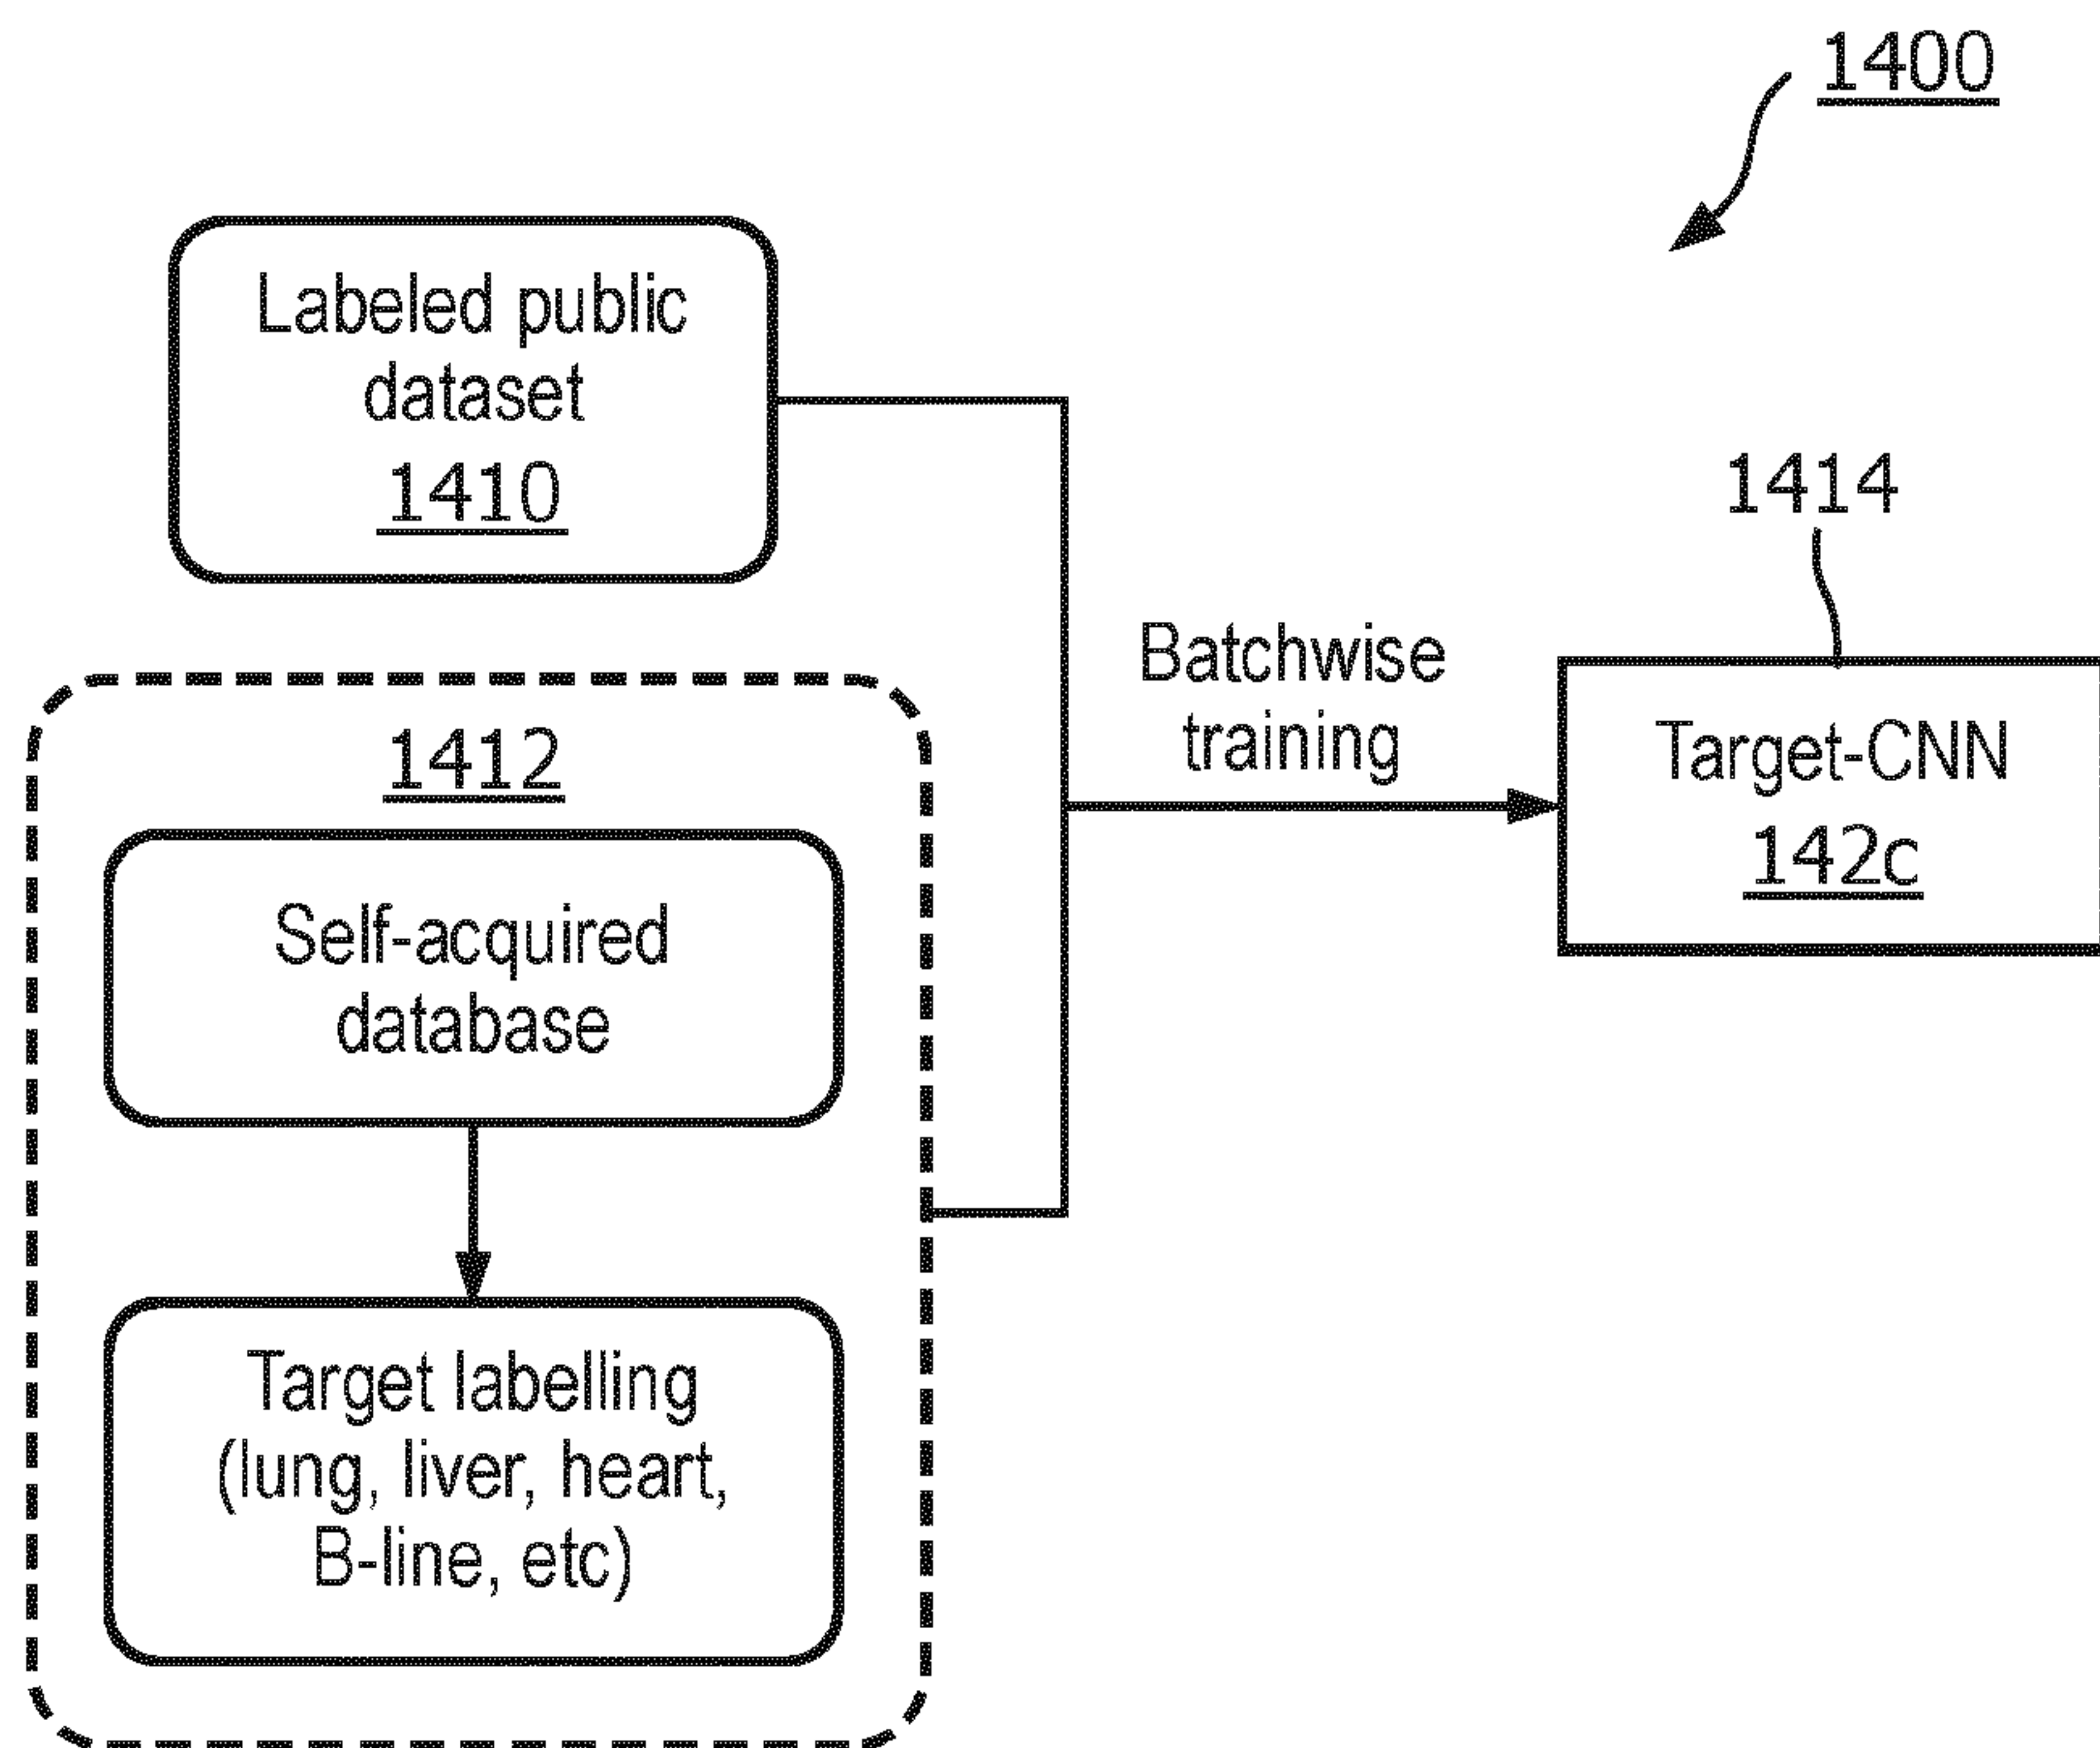 1400
Labeled public
dataset
1410
1414
Batchwise
training
Target-CNN
142c
1412
Self-acquired
database
Target labelling
(lung, liver, heart,
B-line, etc)